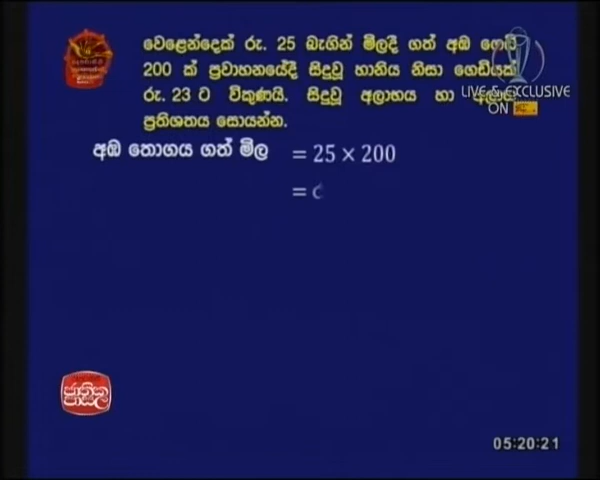 වෙළෙන්දෙක් රු. 25 බැගින් මිලදී ගත් අඹ ගෙඩි
200 ක් ප්‍රවාහනයේදී සිදුවූ හානිය නිසා ගෙඩියක්
රු. 23 ට විකුණයි. සිදුවූ අලාභය හා
ප්‍රතිශතය සොයන්න.
LIVE & EXCLUSIVE
ON
අඹ තොගය ගත් මිල = 25 × 200
=
ජාතික
පාසල
05:20:21